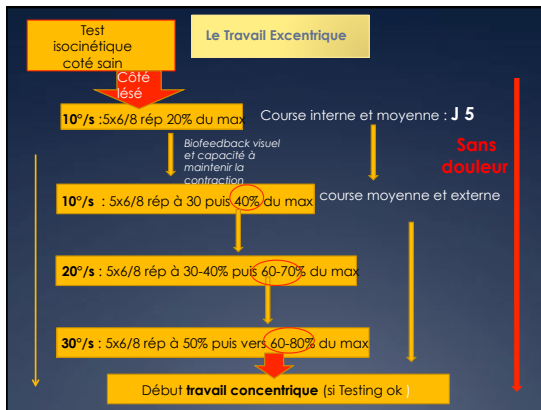 Test
isocinétique
coté sain
Le Travail Excentrique
Côté
lésé
10°/s :5x6/8 rép 20% du max
Course interne et moyenne : J 5
Biofeedback visuel
et capacité à
maintenir la
contraction
Sans
douleur
10°/s : 5x6/8 rép à 30 puis 40% du max
course moyenne et externe
20°/s : 5x6/8 rép à 30-40% puis 60-70% du max
30°/s : 5x6/8 rép à 50% puis vers 60-80% du max
Début travail concentrique (si Testing ok )